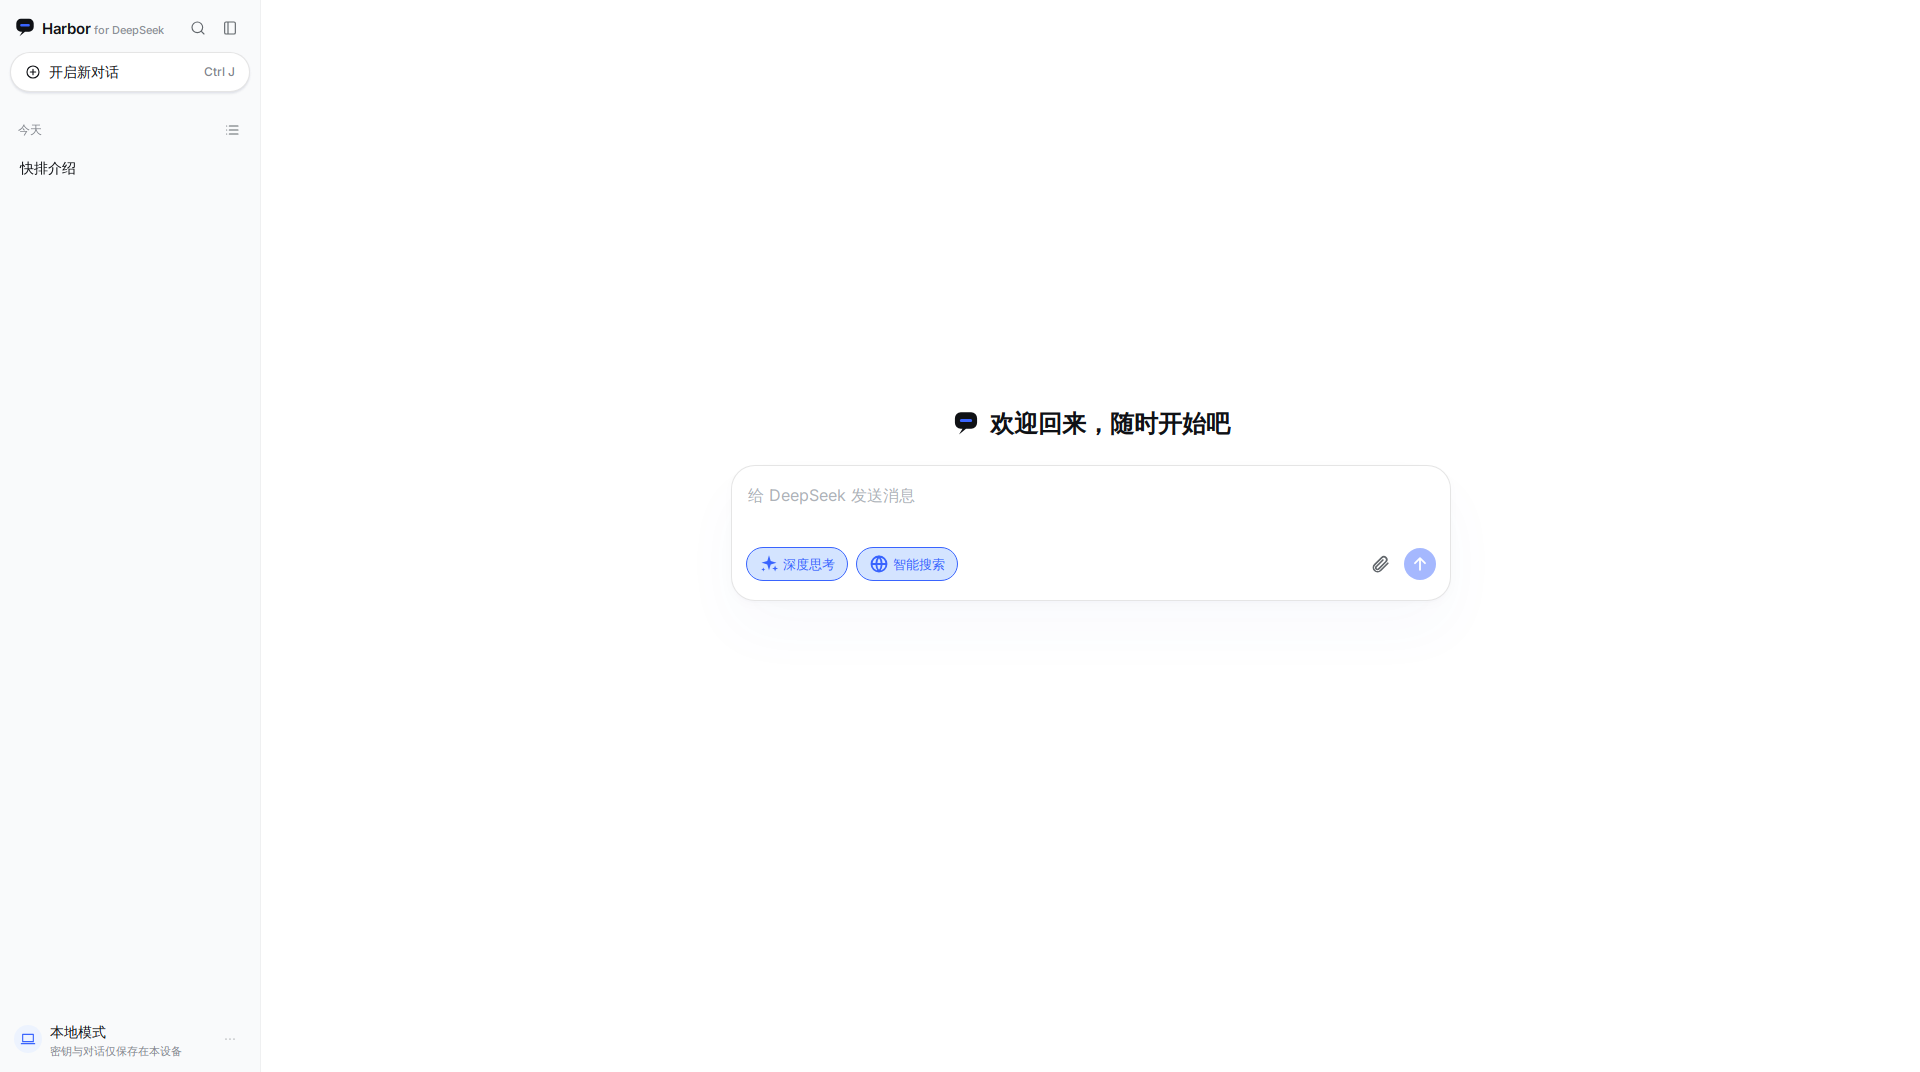 Harbor for DeepSeek
开启新对话 Ctrl J
今天
快排介绍
欢迎回来，随时开始吧
给 DeepSeek 发送消息
深度思考 智能搜索
本地模式
密钥与对话仅保存在本设备